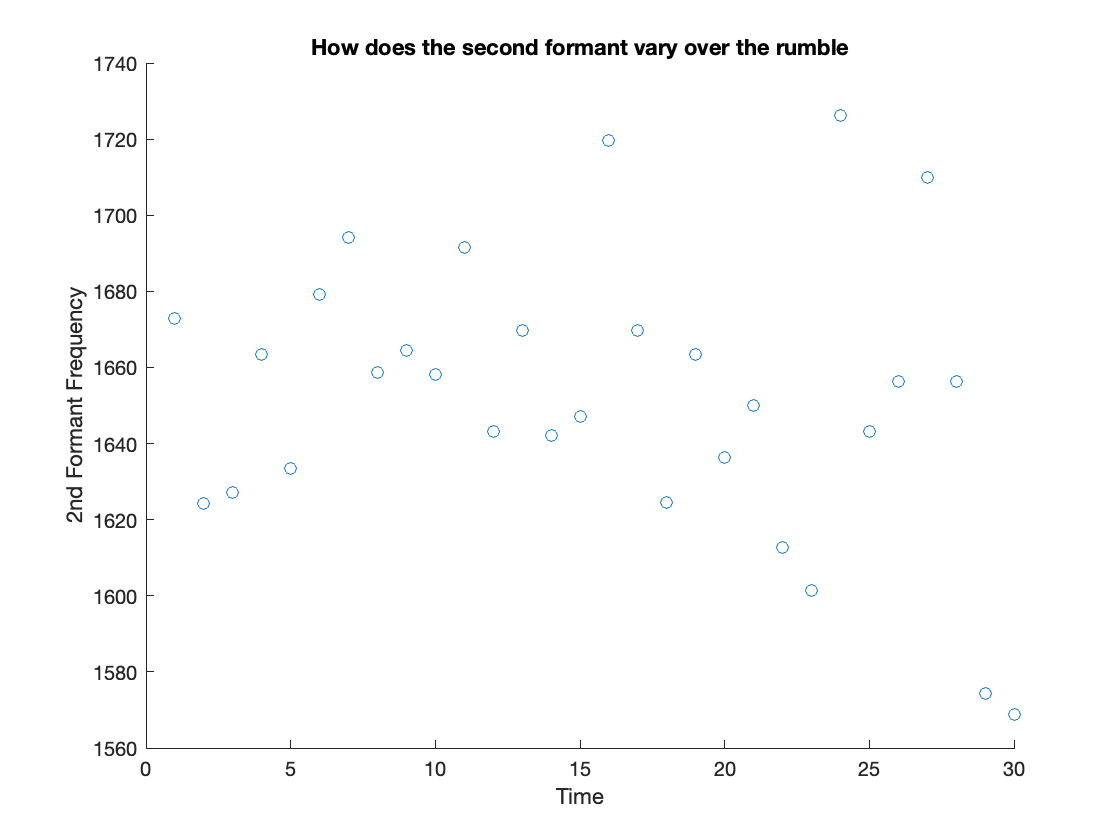 How does the second formant vary over the rumble
1740
1720
1700
1680
1660
1640
1620
1600
1580
1560
2nd Formant Frequency
0 5 10 15 20 25 30
Time